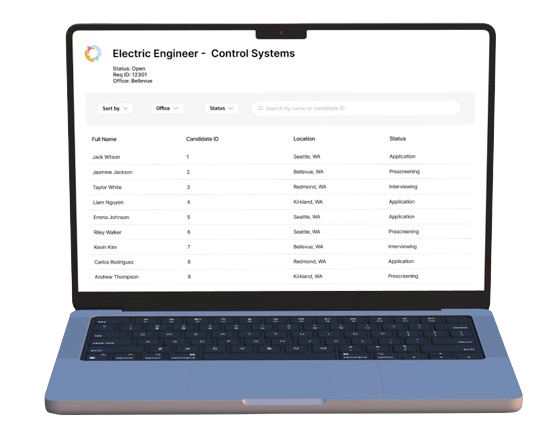 Electric Engineer - Control Systems
Status: Open
Req ID: 12301
Office: Bellevue
Sort by Office Status Search by name or candidate ID
Full Name Candidate ID Location Status
Jack Wilson 1 Seattle, WA Application
Jasmine Jackson 2 Bellevue, WA Prescreening
Taylor White 3 Redmond, WA Interviewing
Liam Nguyen 4 Kirkland, WA Application
Emma Johnson 5 Seattle, WA Application
Riley Walker 6 Seattle, WA Prescreening
Kevin Kim 7 Bellevue, WA Interviewing
Carlos Rodriguez 8 Redmond, WA Application
Andrew Thompson 9 Kirkland, WA Prescreening